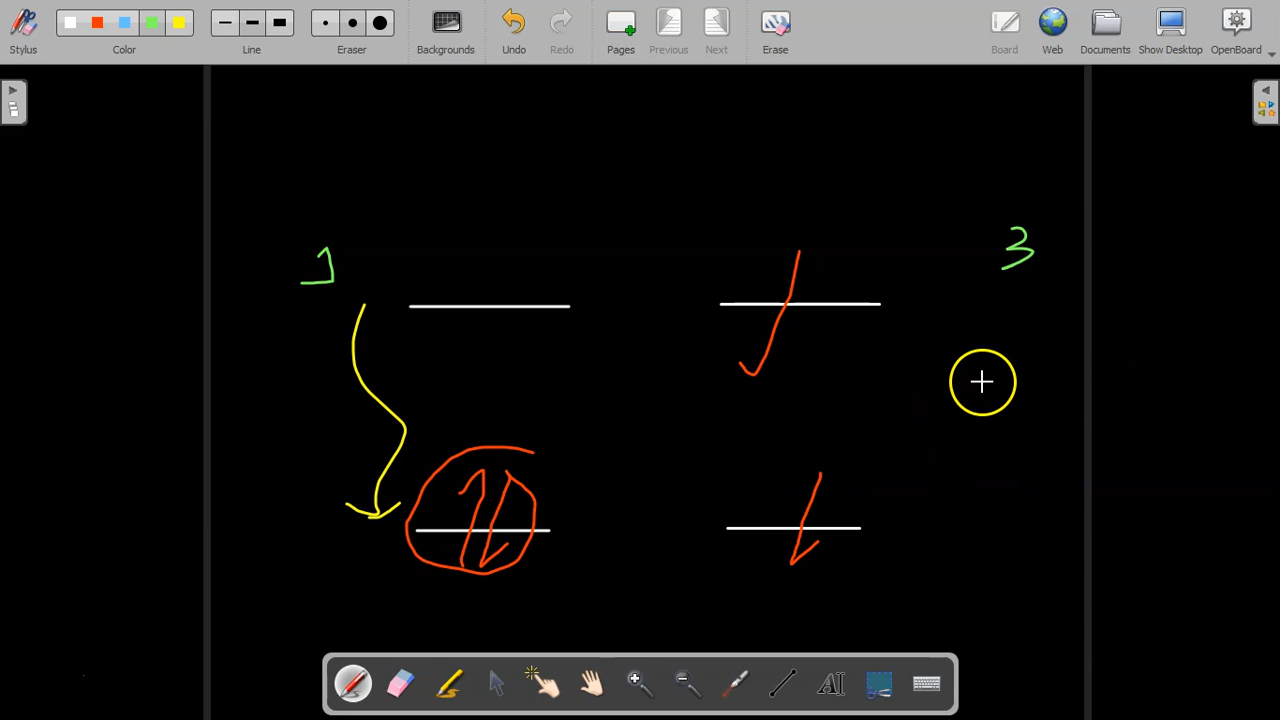 Stylus Color Line Eraser Backgrounds Undo Redo Pages Previous Next Erase Board Web Documents Show Desktop OpenBoard
1 3
AI